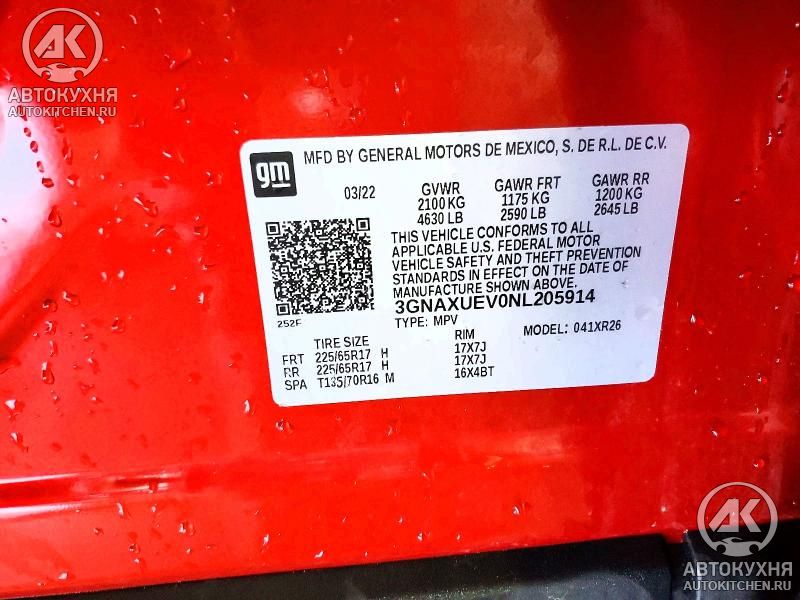 AK
АВТОКУХНЯ
AUTOKITCHEN.RU
gm
MFD BY GENERAL MOTORS DE MEXICO, S. DE R.L. DE C.V.
03/22 GVWR GAWR FRT GAWR RR
2100 KG 1175 KG 1200 KG
4630 LB 2590 LB 2645 LB
THIS VEHICLE CONFORMS TO ALL
APPLICABLE U.S. FEDERAL MOTOR
VEHICLE SAFETY AND THEFT PREVENTION
STANDARDS IN EFFECT ON THE DATE OF
MANUFACTURE SHOWN ABOVE.
3GNAXUEV0NL205914
252F
TYPE: MPV MODEL: 041XR26
TIRE SIZE RIM
FRT 225/65R17 H 17X7J
RR 225/65R17 H 17X7J
SPA T135/70R16 M 16X4BT
AK
АВТОКУХНЯ
AUTOKITCHEN.RU